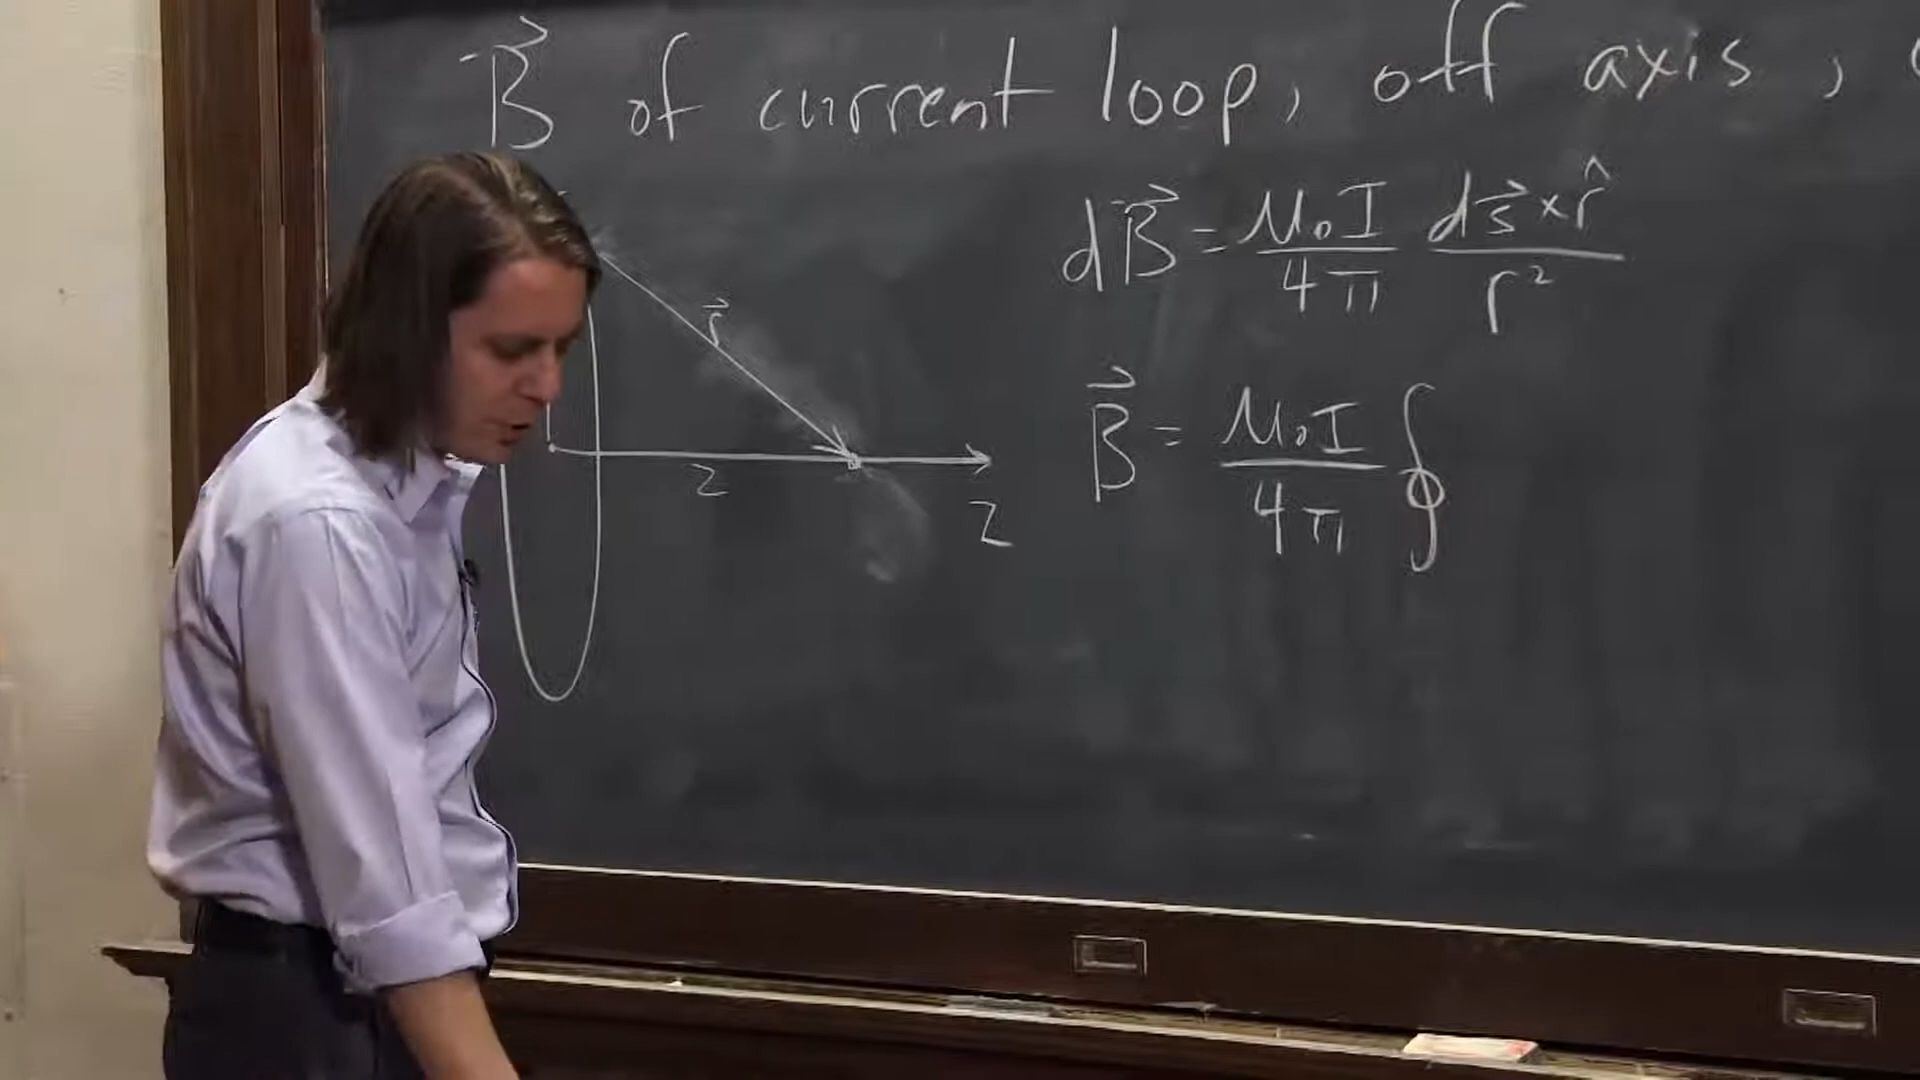 B⃗ of current loop, off axis,
dB⃗ = μ₀I/4π ds⃗×r̂/r²
r⃗
B⃗ = μ₀I/4π ∮
z
z